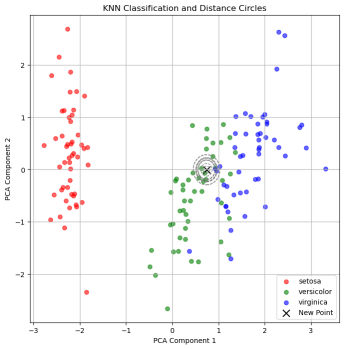 KNN Classification and Distance Circles
PCA Component 2
3
2
1
0
−1
−2
−3
−2
−1
0
1
2
3
PCA Component 1
setosa
versicolor
virginica
New Point